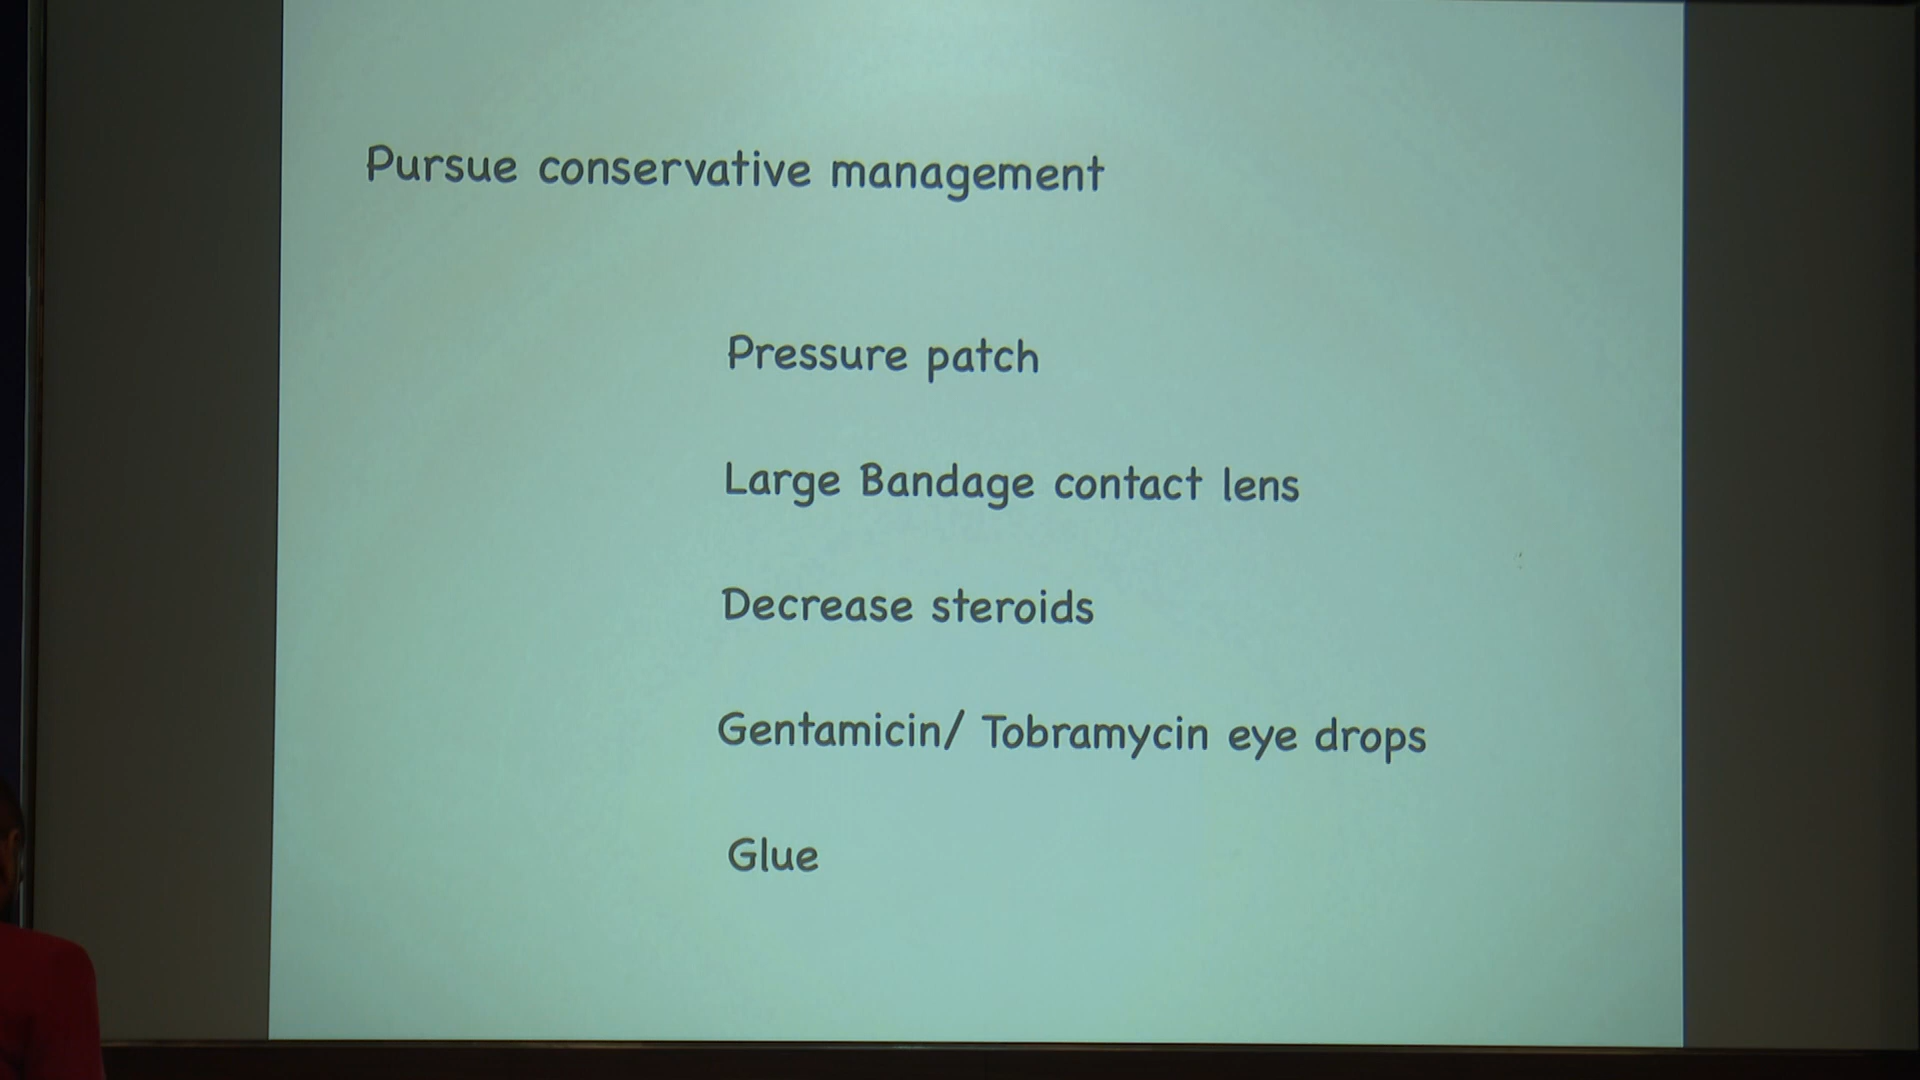 Pursue conservative management
Pressure patch
Large Bandage contact lens
Decrease steroids
Gentamicin/ Tobramycin eye drops
Glue